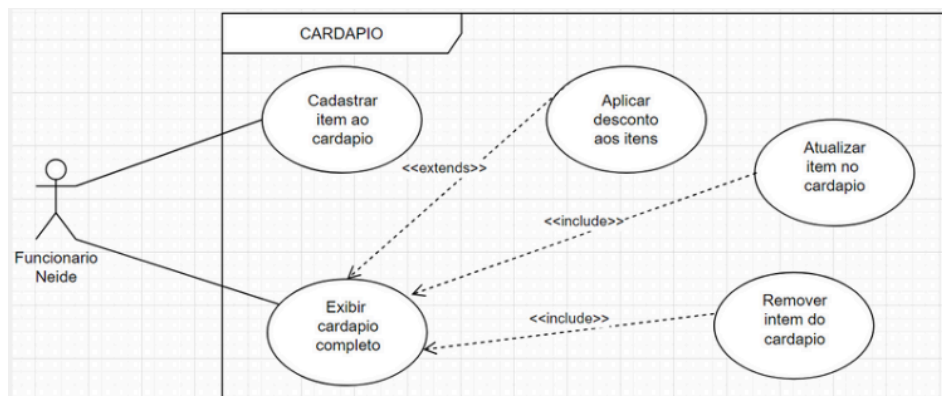 CARDAPIO
Cadastrar
item ao
cardapio
Aplicar
desconto
aos itens
Atualizar
item no
cardapio
<<extends>>
<<include>>
Funcionario
Neide
Exibir
cardapio
completo
<<include>>
Remover
intem do
cardapio